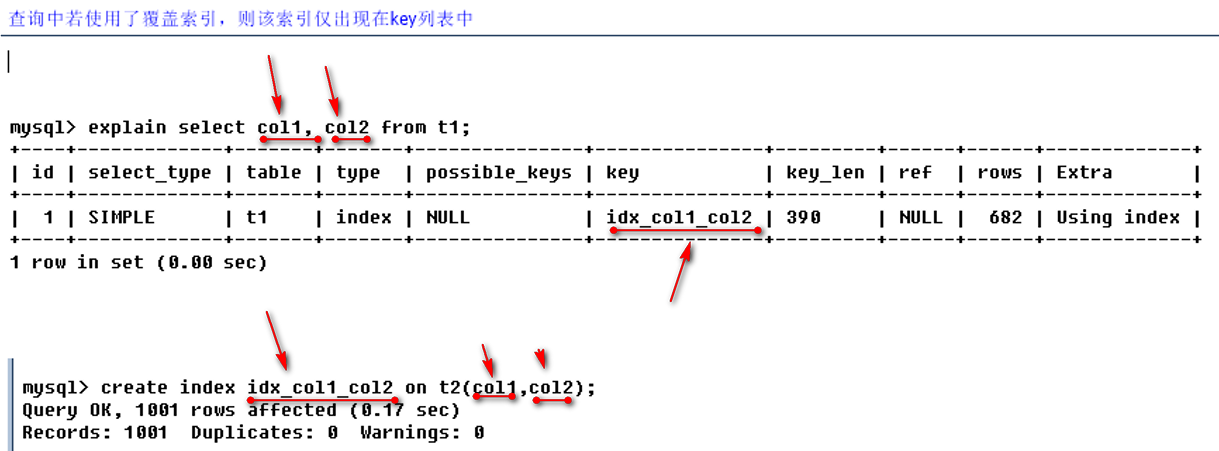 查询中若使用了覆盖索引，则该索引仅出现在key列表中
mysql> explain select col1, col2 from t1;
+----+-------------+-------+-------+---------------+---------------+---------+------+------+-------------+
| id | select_type | table | type | possible_keys | key | key_len | ref | rows | Extra |
+----+-------------+-------+-------+---------------+---------------+---------+------+------+-------------+
| 1 | SIMPLE | t1 | index | NULL | idx_col1_col2 | 390 | NULL | 682 | Using index |
+----+-------------+-------+-------+---------------+---------------+---------+------+------+-------------+
1 row in set (0.00 sec)
mysql> create index idx_col1_col2 on t2(col1,col2);
Query OK, 1001 rows affected (0.17 sec)
Records: 1001  Duplicates: 0  Warnings: 0